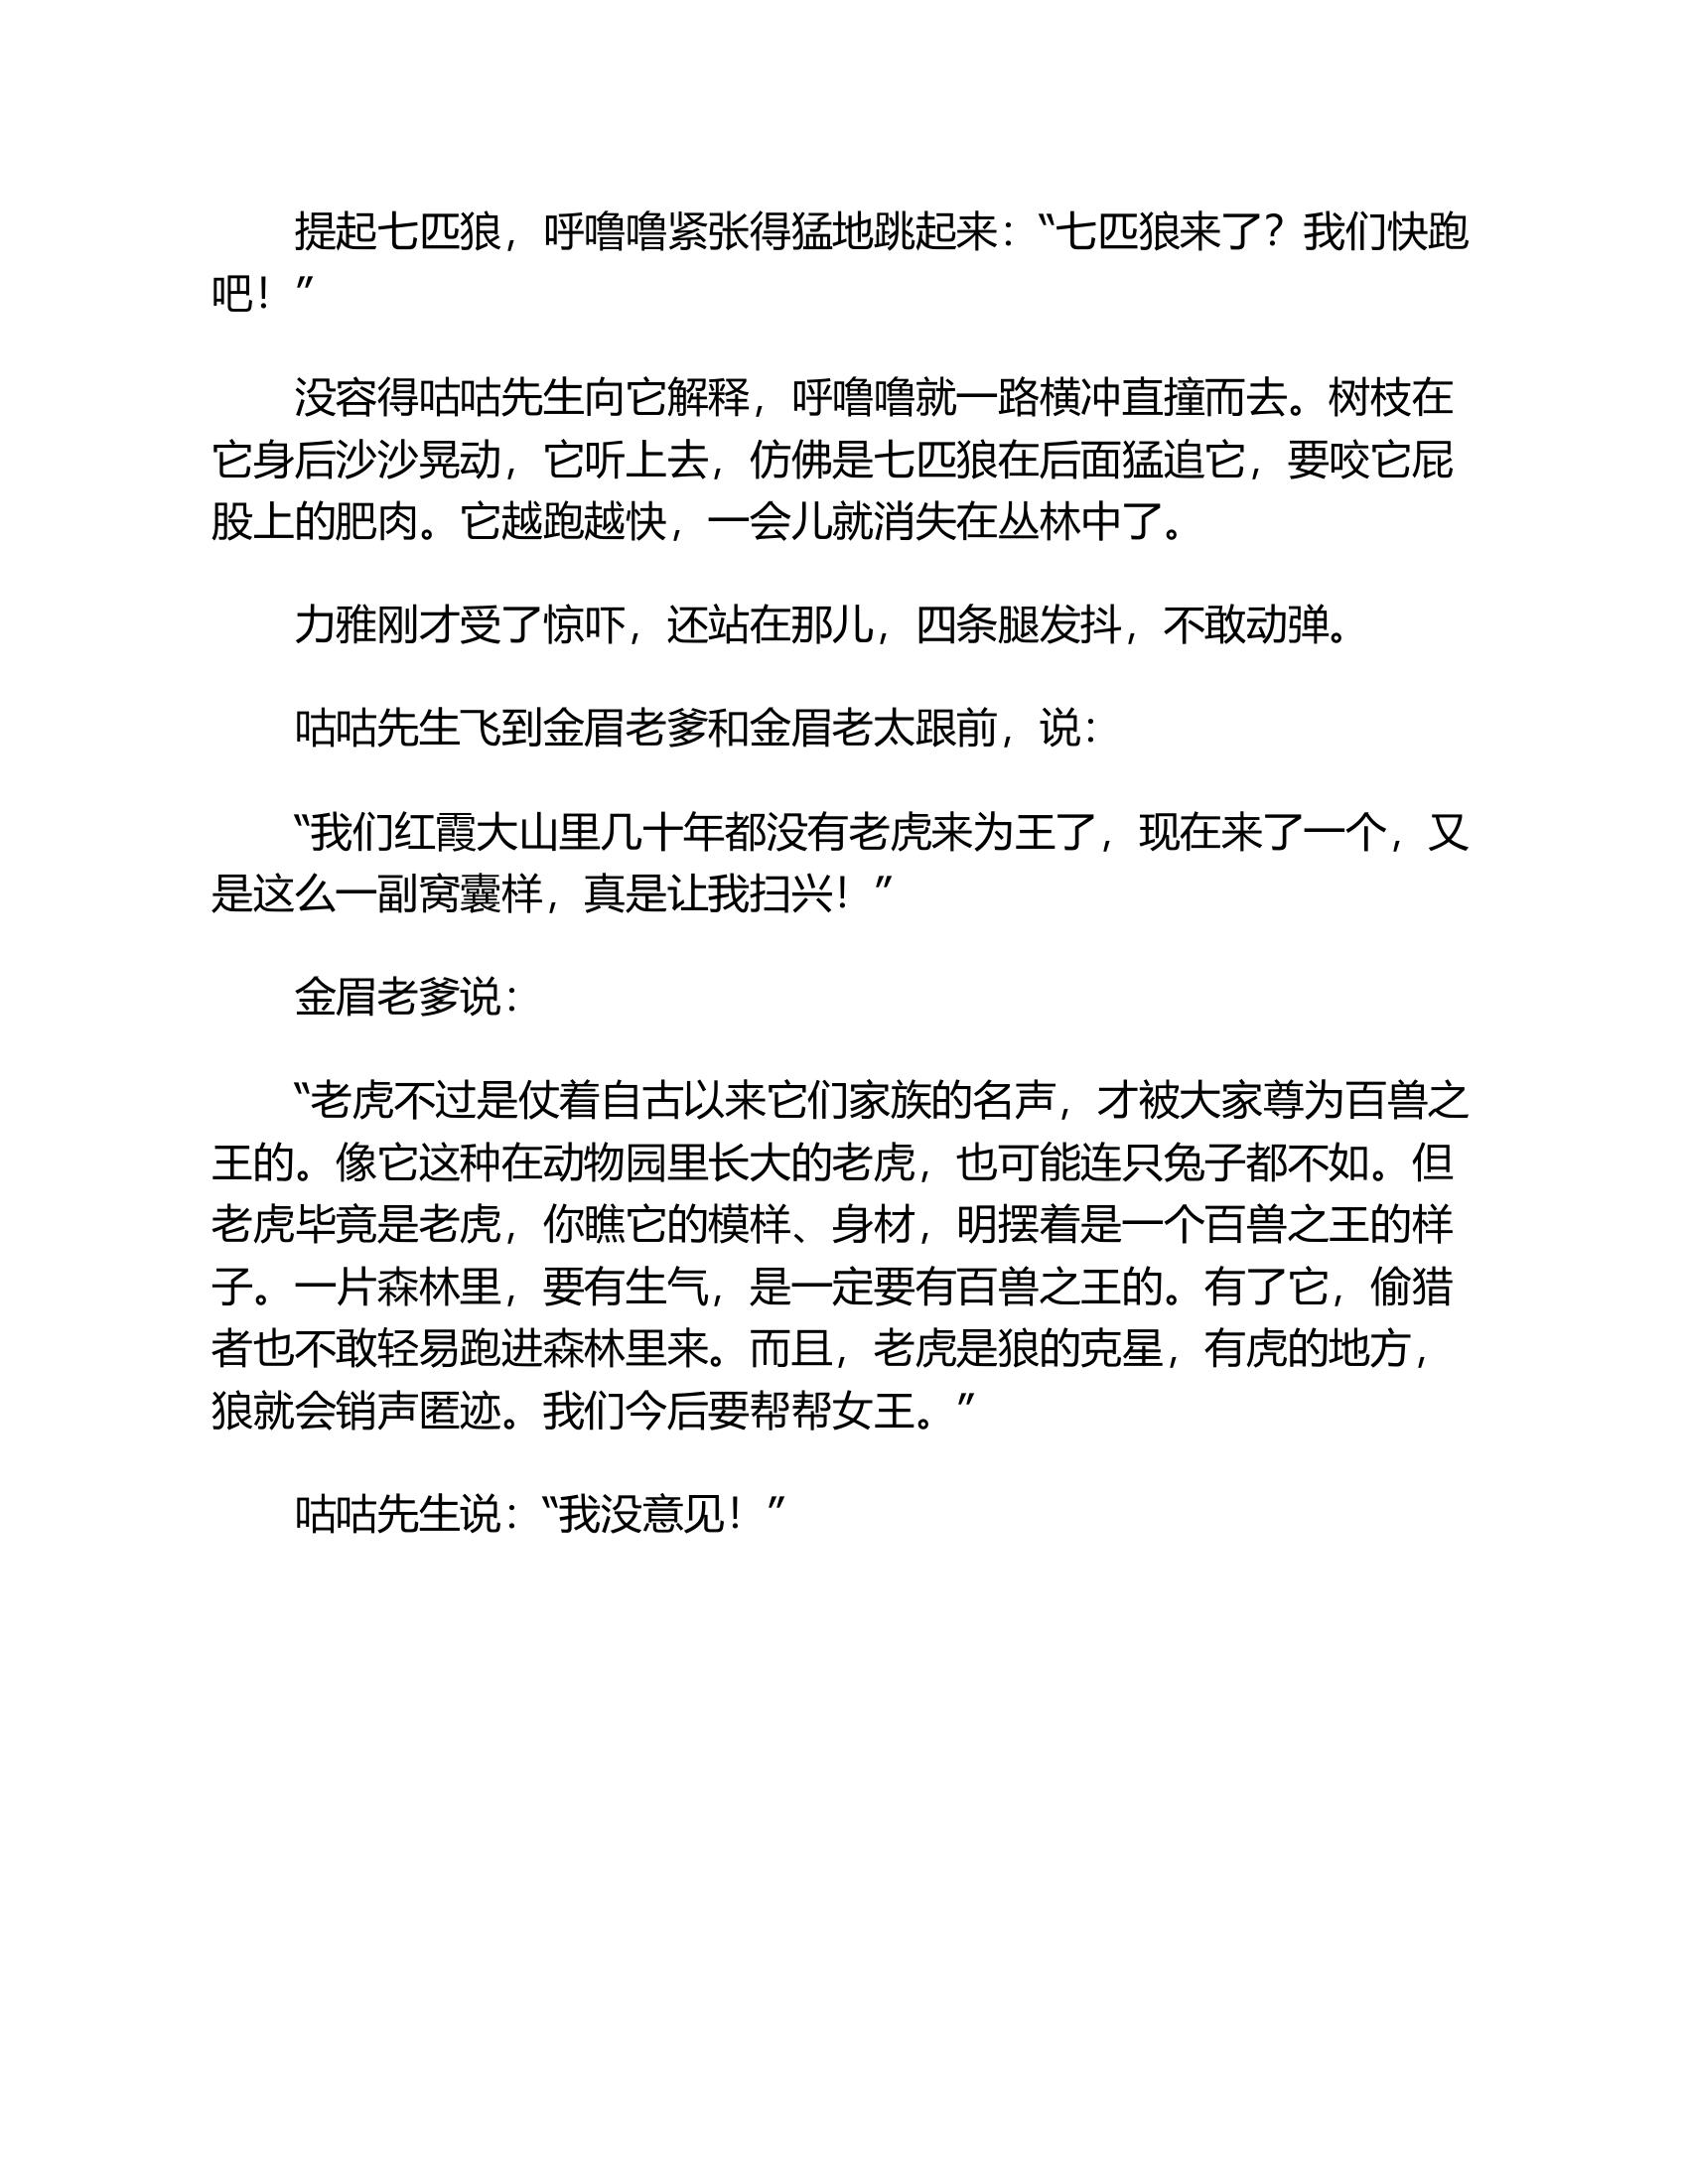 提起七匹狼，呼噜噜紧张得猛地跳起来：“七匹狼来了？我们快跑
吧！”
没容得咕咕先生向它解释，呼噜噜就一路横冲直撞而去。树枝在
它身后沙沙晃动，它听上去，仿佛是七匹狼在后面猛追它，要咬它屁
股上的肥肉。它越跑越快，一会儿就消失在丛林中了。
力雅刚才受了惊吓，还站在那儿，四条腿发抖，不敢动弹。
咕咕先生飞到金眉老爹和金眉老太跟前，说：
“我们红霞大山里几十年都没有老虎来为王了，现在来了一个，又
是这么一副窝囊样，真是让我扫兴！”
金眉老爹说：
“老虎不过是仗着自古以来它们家族的名声，才被大家尊为百兽之
王的。像它这种在动物园里长大的老虎，也可能连只兔子都不如。但
老虎毕竟是老虎，你瞧它的模样、身材，明摆着是一个百兽之王的样
子。一片森林里，要有生气，是一定要有百兽之王的。有了它，偷猎
者也不敢轻易跑进森林里来。而且，老虎是狼的克星，有虎的地方，
狼就会销声匿迹。我们今后要帮帮女王。”
咕咕先生说：“我没意见！”